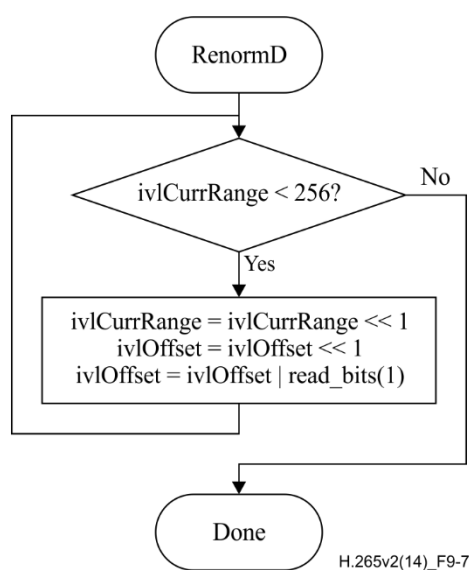 RenormD
ivlCurrRange < 256?
No
Yes
ivlCurrRange = ivlCurrRange << 1
ivlOffset = ivlOffset << 1
ivlOffset = ivlOffset | read_bits(1)
Done
H.265v2(14)_F9-7